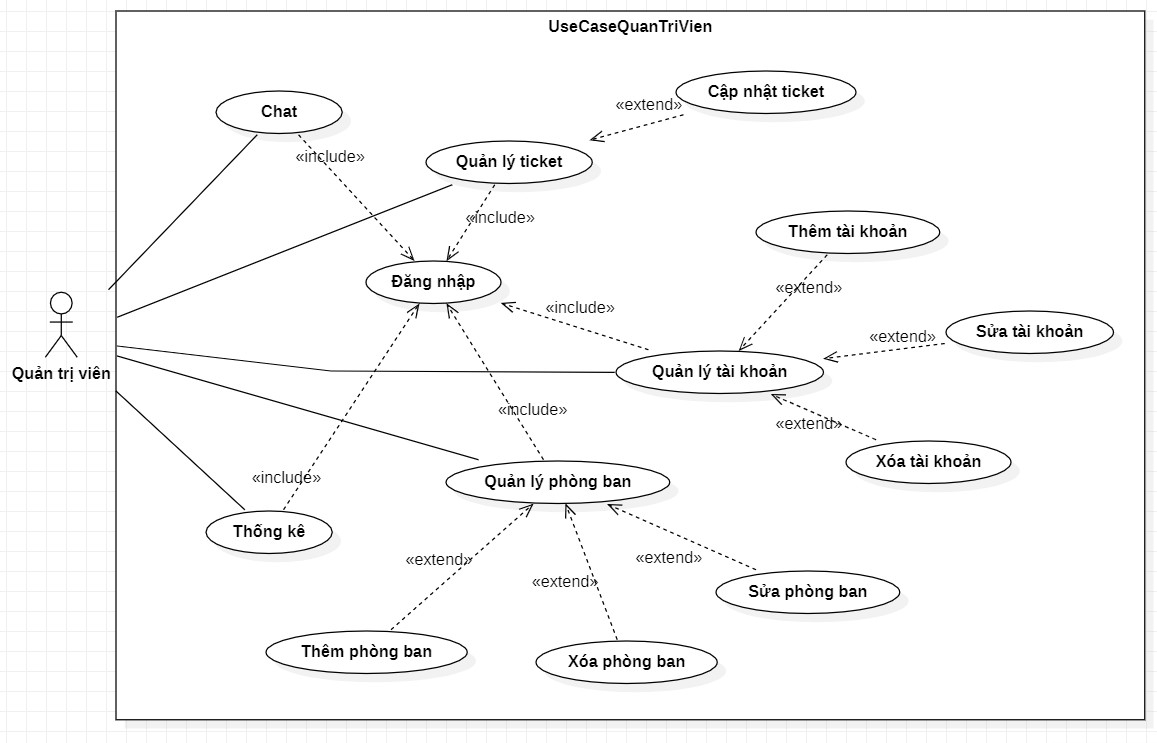 UseCaseQuanTriVien
Cập nhật ticket
«extend»
Chat
«include»
Quản lý ticket
«include»
Thêm tài khoản
Đăng nhập
«extend»
«include»
Sửa tài khoản
«extend»
Quản trị viên
Quản lý tài khoản
«include»
«extend»
Xóa tài khoản
«include»
Quản lý phòng ban
Thống kê
«extend»
«extend»
«extend»
Sửa phòng ban
Thêm phòng ban
Xóa phòng ban